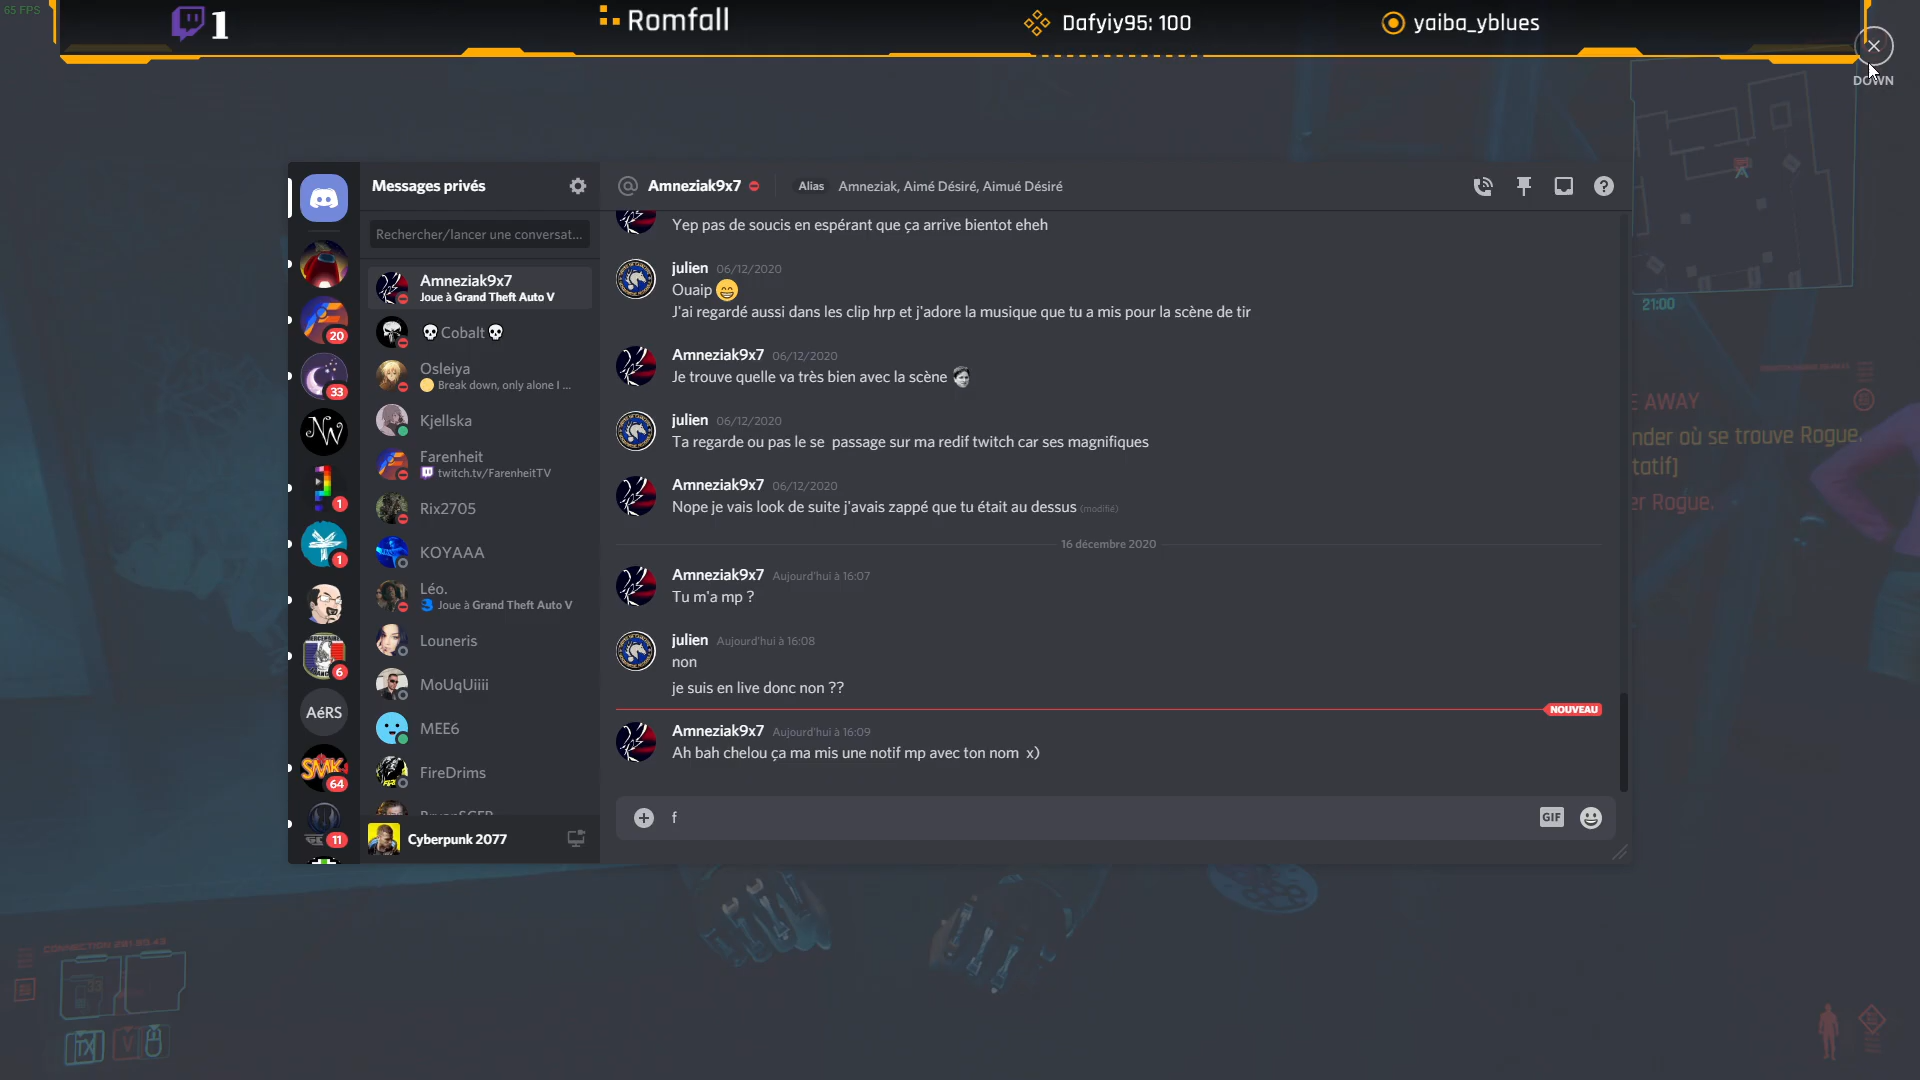 65 FPS
1
Romfall
Dafyiy95: 100
yaiba_yblues
DOWN
Messages privés
Amneziak9x7
Alias
Amneziak, Aimé Désiré, Aimué Désiré
Rechercher/lancer une conversat...
Amneziak9x7
Joue à Grand Theft Auto V
Cobalt
Osleiya
Break down, only alone I ...
Kjellska
Farenheit
twitch.tv/FarenheitTV
Rix2705
KOYAAA
Léo.
Joue à Grand Theft Auto V
Louneris
MoUqUiiii
MEE6
FireDrims
Cyberpunk 2077
20
33
NW
1
1
6
AéRS
SMAK
64
11
Yep pas de soucis en espérant que ça arrive bientot eheh
julien 06/12/2020
Ouaip
J'ai regardé aussi dans les clip hrp et j'adore la musique que tu a mis pour la scène de tir
Amneziak9x7 06/12/2020
Je trouve quelle va très bien avec la scène
julien 06/12/2020
Ta regarde ou pas le se passage sur ma redif twitch car ses magnifiques
Amneziak9x7 06/12/2020
Nope je vais look de suite j'avais zappé que tu était au dessus (modifié)
16 décembre 2020
Amneziak9x7 Aujourd'hui à 16:07
Tu m'a mp ?
julien Aujourd'hui à 16:08
non
je suis en live donc non ??
NOUVEAU
Amneziak9x7 Aujourd'hui à 16:09
Ah bah chelou ça ma mis une notif mp avec ton nom x)
f
GIF
21:00
E AWAY
nder où se trouve Rogue.
tatif]
er Rogue.
33
V